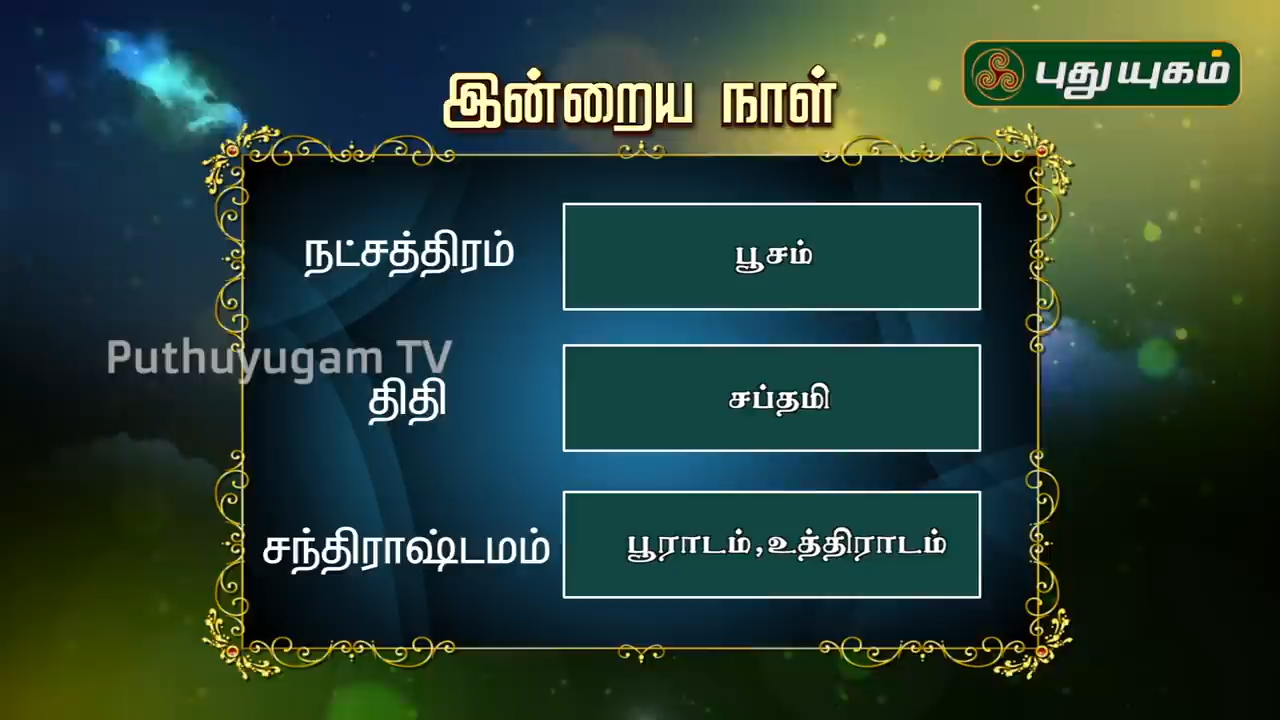 இன்றைய நாள்
புதுயுகம்
நட்சத்திரம்
பூசம்
Puthuyugam TV
திதி
சப்தமி
சந்திராஷ்டமம்
பூராடம்,உத்திராடம்